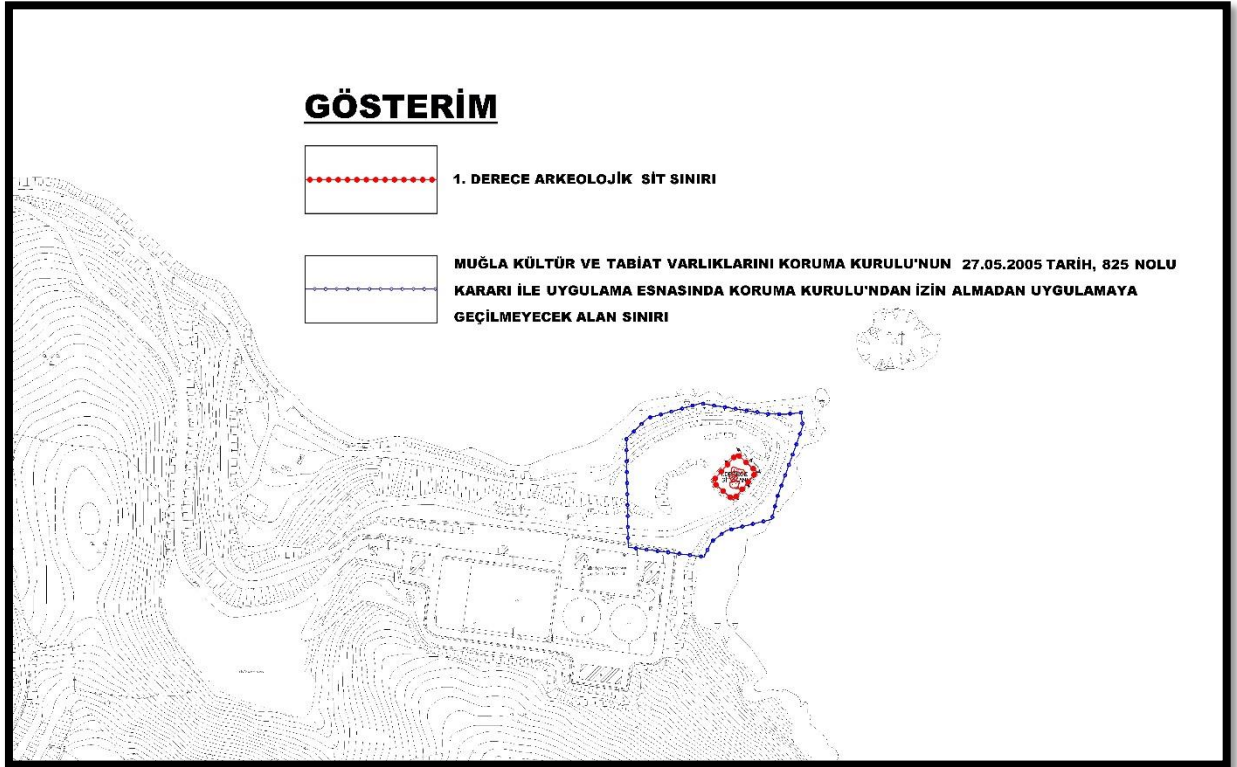 GÖSTERİM
1. DERECE ARKEOLOJİK SİT SINIRI
MUĞLA KÜLTÜR VE TABİAT VARLIKLARINI KORUMA KURULU'NUN 27.05.2005 TARİH, 825 NOLU
KARARI İLE UYGULAMA ESNASINDA KORUMA KURULU'NDAN İZİN ALMADAN UYGULAMAYA
GEÇİLMEYECEK ALAN SINIRI